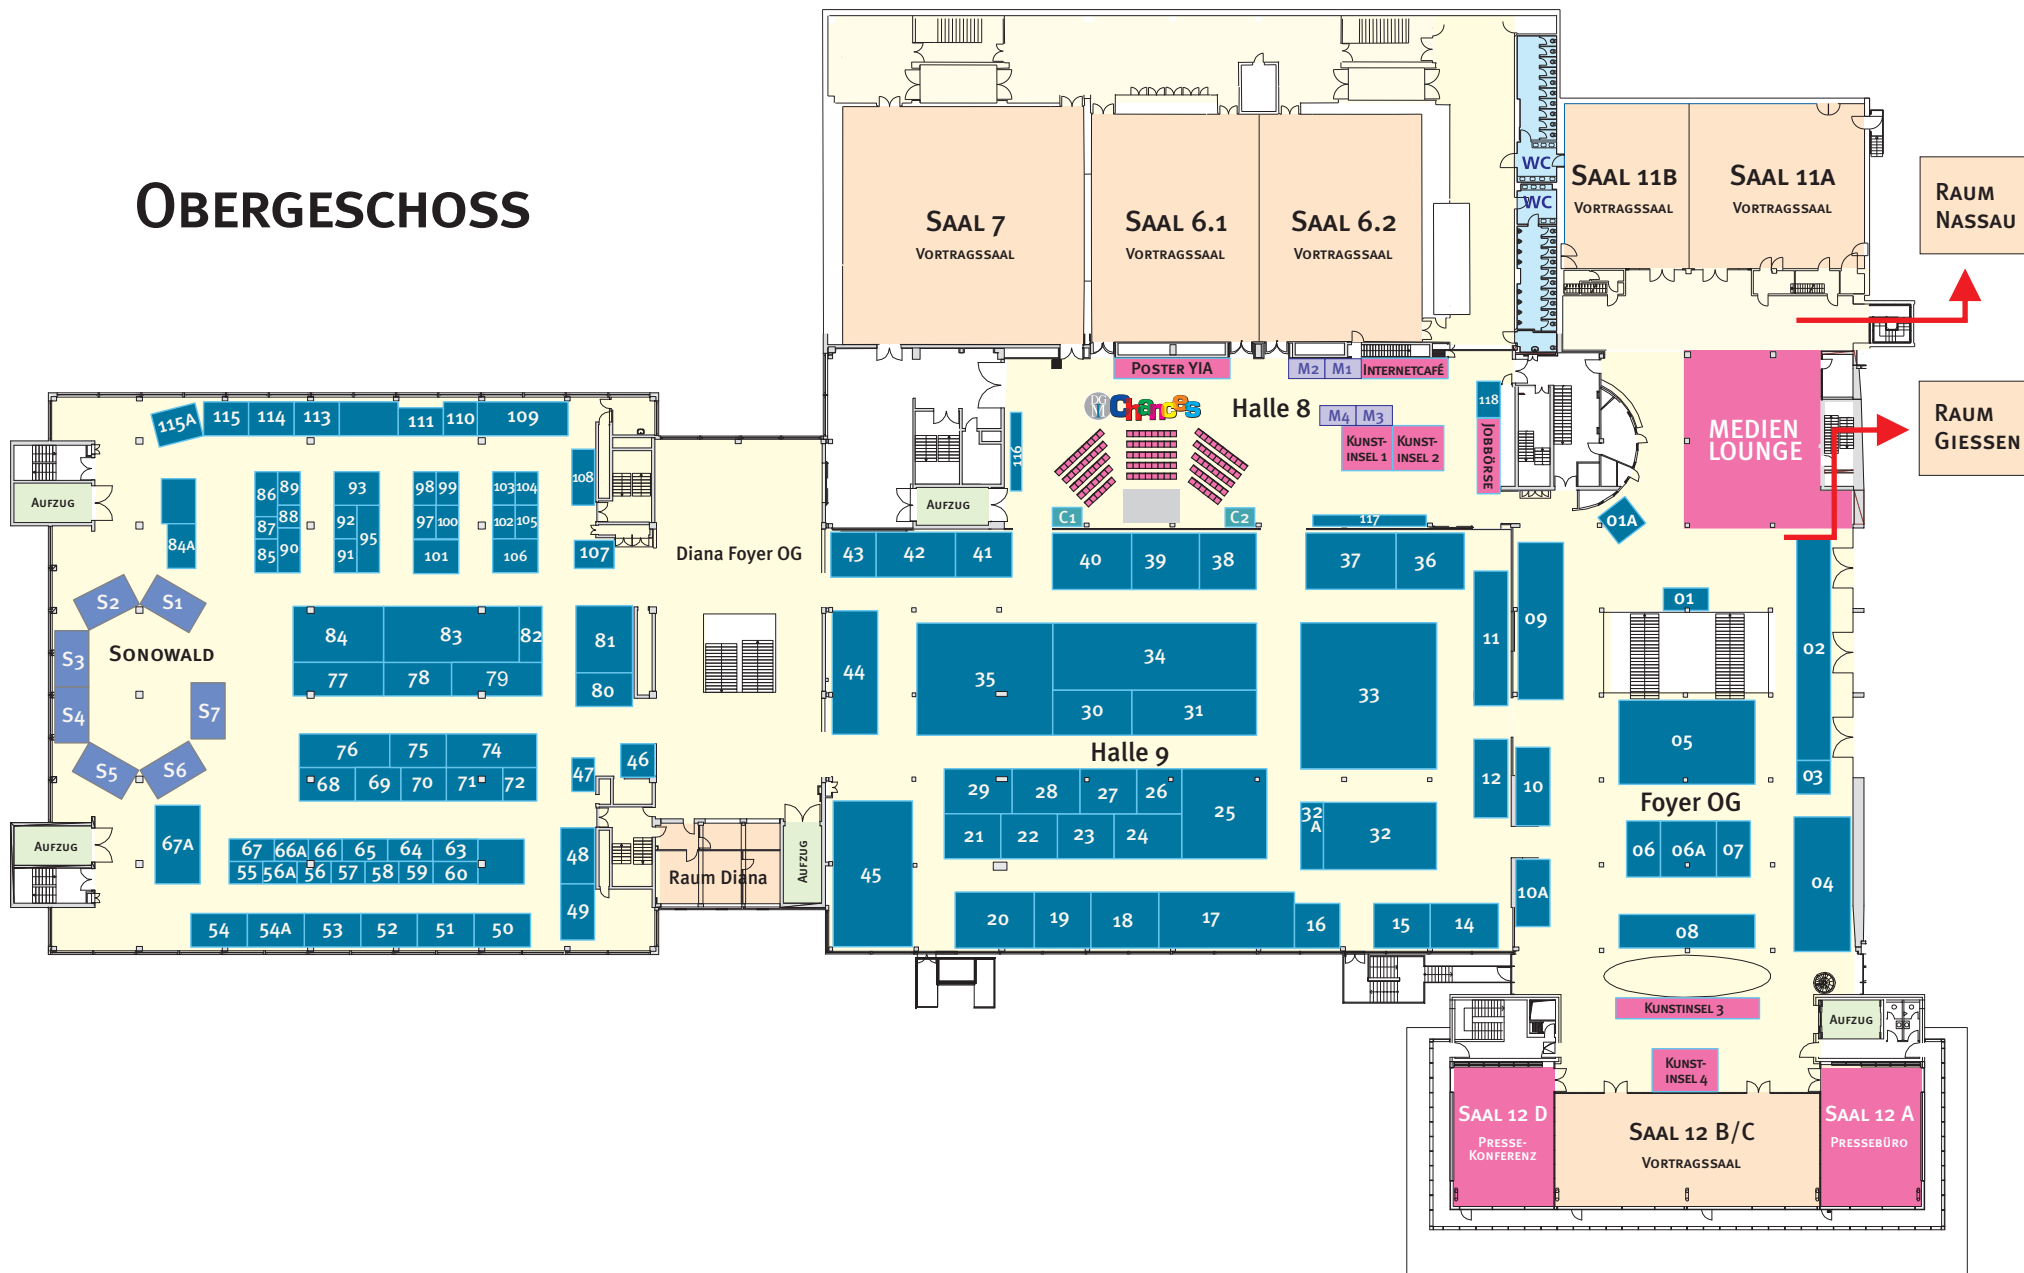 OBERGESCHOSS
SAAL 7
VORTRAGSSAAL
SAAL 6.1
VORTRAGSSAAL
SAAL 6.2
VORTRAGSSAAL
WC
WC
SAAL 11B
VORTRAGSSAAL
SAAL 11A
VORTRAGSSAAL
RAUM
NASSAU
RAUM
GIESSEN
MEDIEN
LOUNGE
POSTER YIA
M2
M1
INTERNETCAFÉ
DGIM Chances
Halle 8
M4
M3
KUNST-
INSEL 1
KUNST-
INSEL 2
118
JOBBÖRSE
116
AUFZUG
C1
C2
117
01A
115A
115
114
113
111
110
109
AUFZUG
84A
86
89
88
87
85
90
93
92
95
91
98
99
97
100
101
103
104
102
105
106
108
107
Diana Foyer OG
43
42
41
40
39
38
37
36
S2
S1
S3
SONOWALD
S4
S7
S5
S6
84
83
82
77
78
79
81
80
44
35
34
30
31
33
11
09
01
02
76
75
74
68
69
70
71
72
47
46
Halle 9
12
10
05
03
Foyer OG
AUFZUG
67A
67
66A
66
65
64
63
55
56A
56
57
58
59
60
48
49
Raum Diana
AUFZUG
45
29
28
27
26
25
21
22
23
24
32
A
32
10A
06
06A
07
04
08
54
54A
53
52
51
50
20
19
18
17
16
15
14
KUNSTINSEL 3
AUFZUG
KUNST-
INSEL 4
SAAL 12 D
PRESSE-
KONFERENZ
SAAL 12 B/C
VORTRAGSSAAL
SAAL 12 A
PRESSEBÜRO